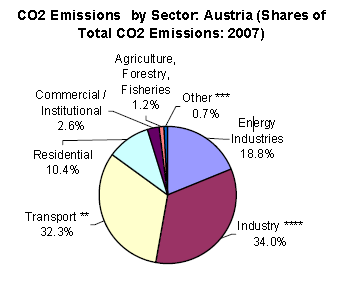 CO2 Emissions by Sector: Austria (Shares of
Total CO2 Emissions: 2007)
Agriculture,
Forestry,
Fisheries
1.2%
Other ***
0.7%
Commercial /
Institutional
2.6%
Energy
Industries
18.8%
Residential
10.4%
Transport **
32.3%
Industry ****
34.0%